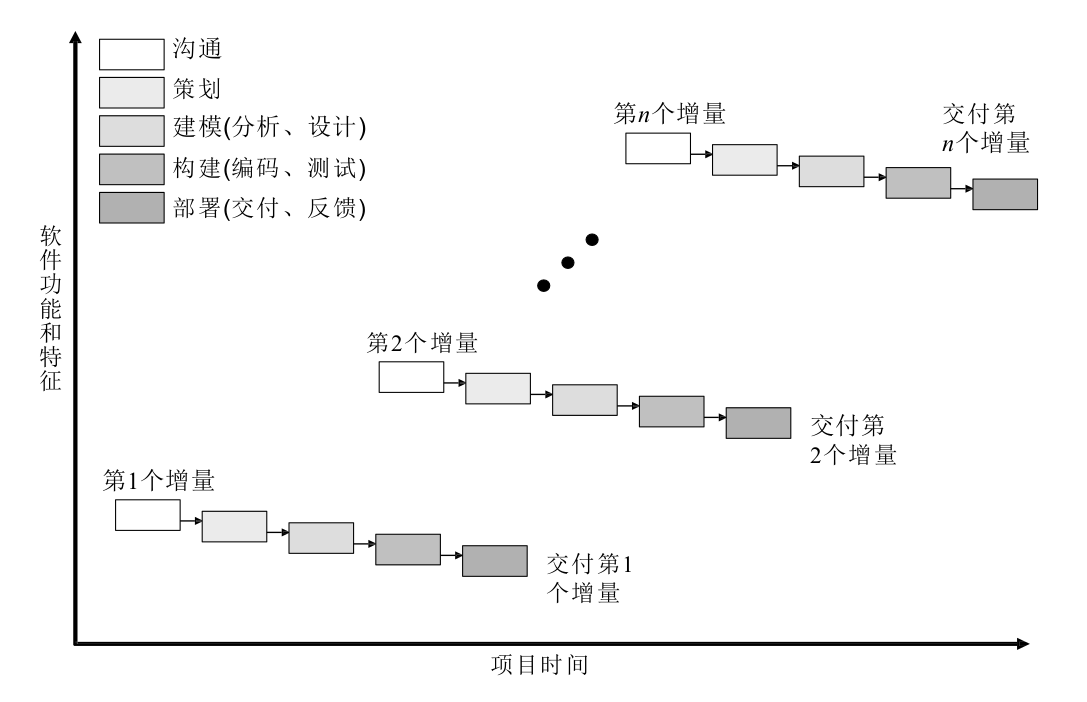 沟通
策划
建模(分析、设计)
构建(编码、测试)
部署(交付、反馈)
第n个增量
交付第
n个增量
软件功能和特征
第2个增量
交付第
2个增量
第1个增量
交付第1
个增量
项目时间